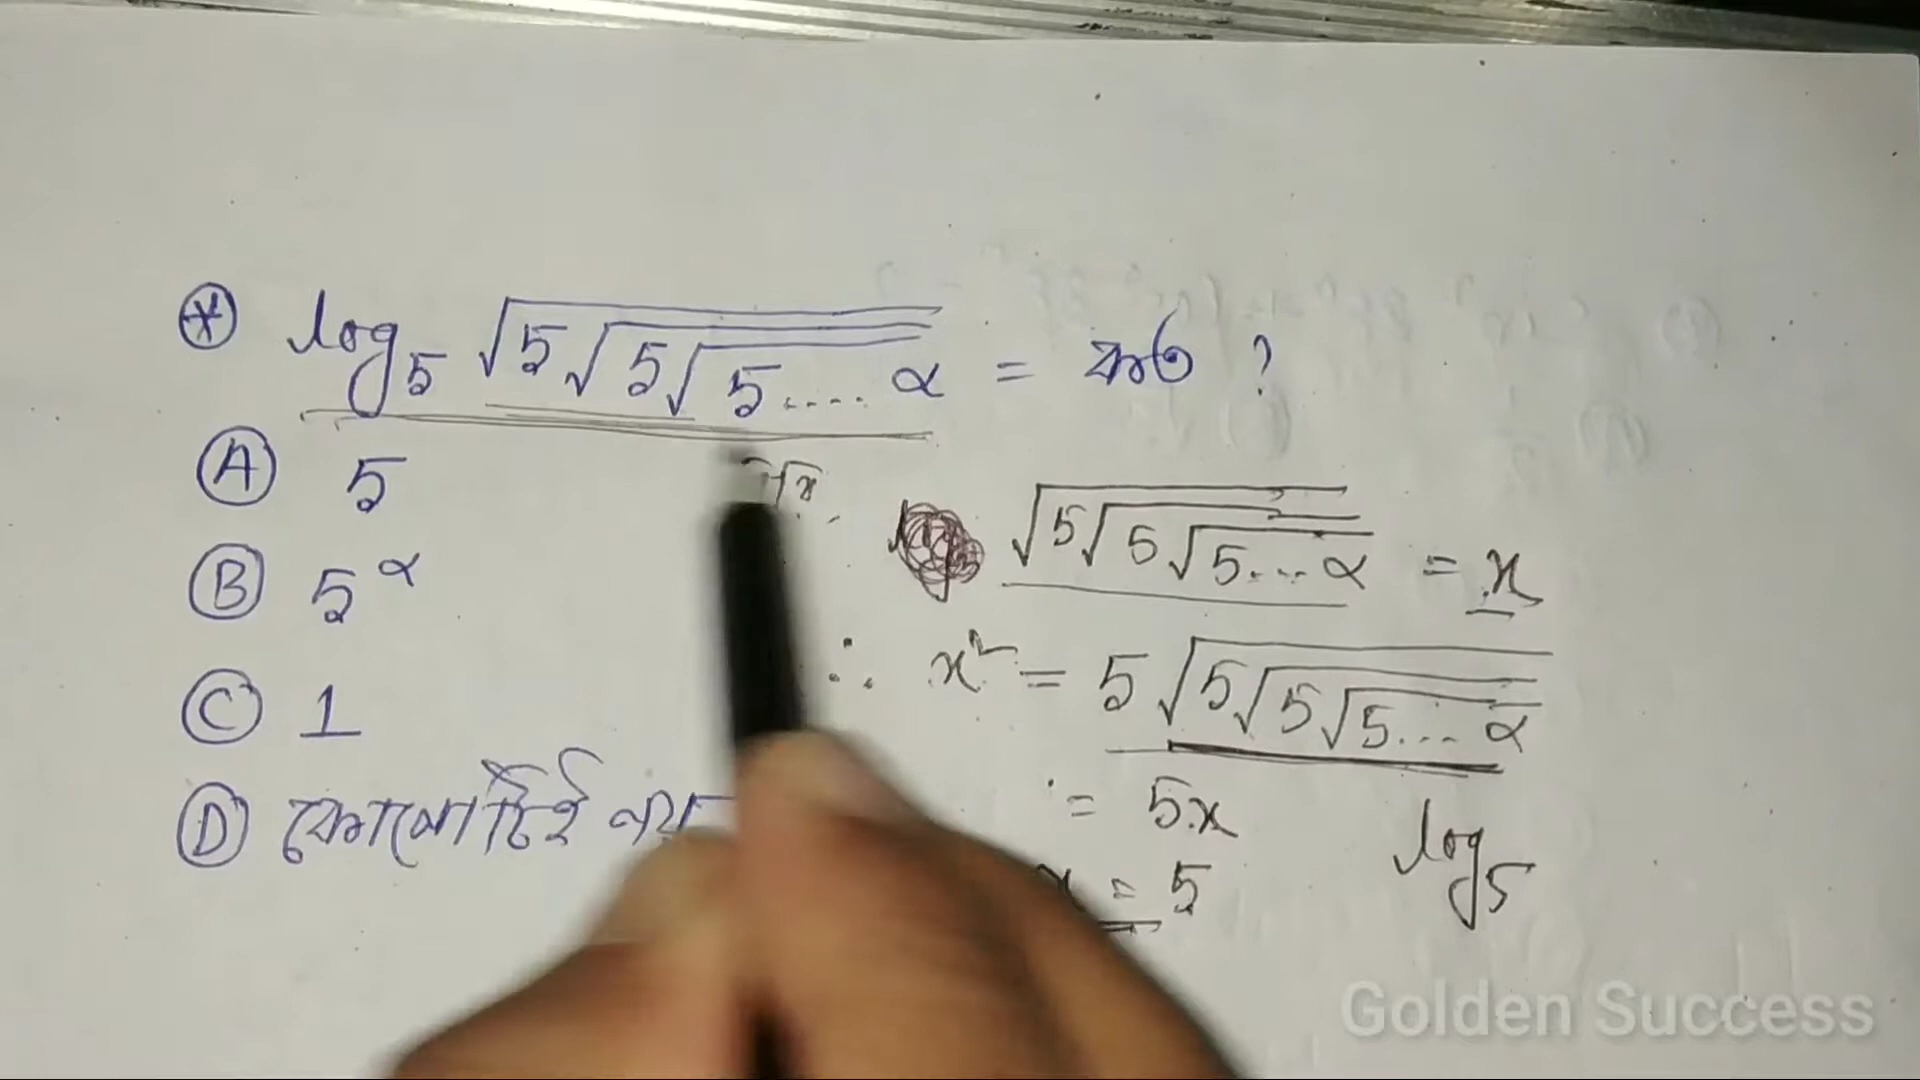 log₅ √5√5√5.... α = কত ?
Ⓐ 5
Ⓑ 5^α
Ⓒ 1
Ⓓ কোনোটিই নয়
√x
√5√5√5...α = x
∴ x² = 5√5√5√5...α
= 5x
x = 5
log₅
Golden Success